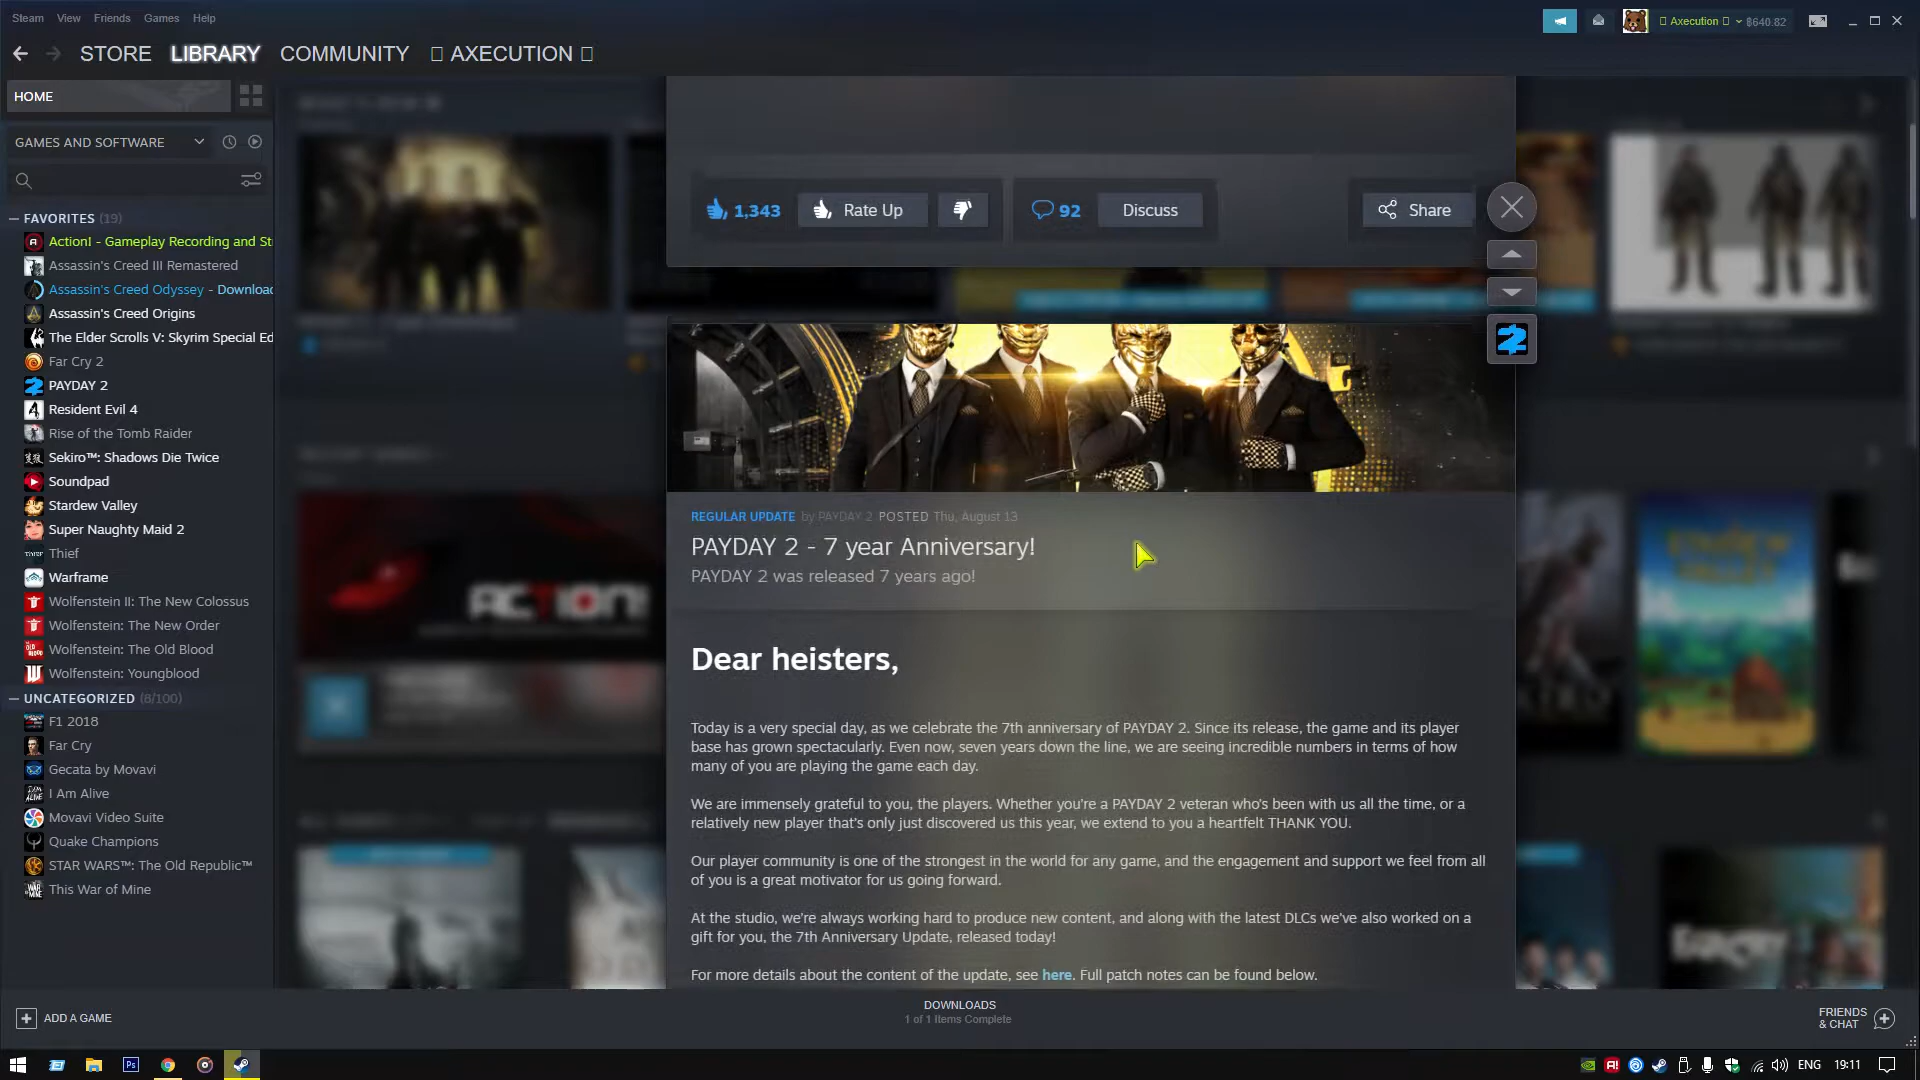 Steam View Friends Games Help
Axecution ฿640.82
STORE LIBRARY COMMUNITY AXECUTION
HOME
GAMES AND SOFTWARE
FAVORITES (19)
Action! - Gameplay Recording and St
Assassin's Creed III Remastered
Assassin's Creed Odyssey - Download
Assassin's Creed Origins
The Elder Scrolls V: Skyrim Special Ed
Far Cry 2
PAYDAY 2
Resident Evil 4
Rise of the Tomb Raider
Sekiro™: Shadows Die Twice
Soundpad
Stardew Valley
Super Naughty Maid 2
Thief
Warframe
Wolfenstein II: The New Colossus
Wolfenstein: The New Order
Wolfenstein: The Old Blood
Wolfenstein: Youngblood
UNCATEGORIZED (8/100)
F1 2018
Far Cry
Gecata by Movavi
I Am Alive
Movavi Video Suite
Quake Champions
STAR WARS™: The Old Republic™
This War of Mine
ADD A GAME
1,343 Rate Up 92 Discuss Share
REGULAR UPDATE by PAYDAY 2 POSTED Thu, August 13
PAYDAY 2 - 7 year Anniversary!
PAYDAY 2 was released 7 years ago!
Dear heisters,
Today is a very special day, as we celebrate the 7th anniversary of PAYDAY 2. Since its release, the game and its player
base has grown spectacularly. Even now, seven years down the line, we are seeing incredible numbers in terms of how
many of you are playing the game each day.
We are immensely grateful to you, the players. Whether you're a PAYDAY 2 veteran who's been with us all the time, or a
relatively new player that's only just discovered us this year, we extend to you a heartfelt THANK YOU.
Our player community is one of the strongest in the world for any game, and the engagement and support we feel from all
of you is a great motivator for us going forward.
At the studio, we're always working hard to produce new content, and along with the latest DLCs we've also worked on a
gift for you, the 7th Anniversary Update, released today!
For more details about the content of the update, see here. Full patch notes can be found below.
ACTION!
FARCRY
DOWNLOADS
1 of 1 Items Complete
FRIENDS
& CHAT
Ps
ENG 19:11